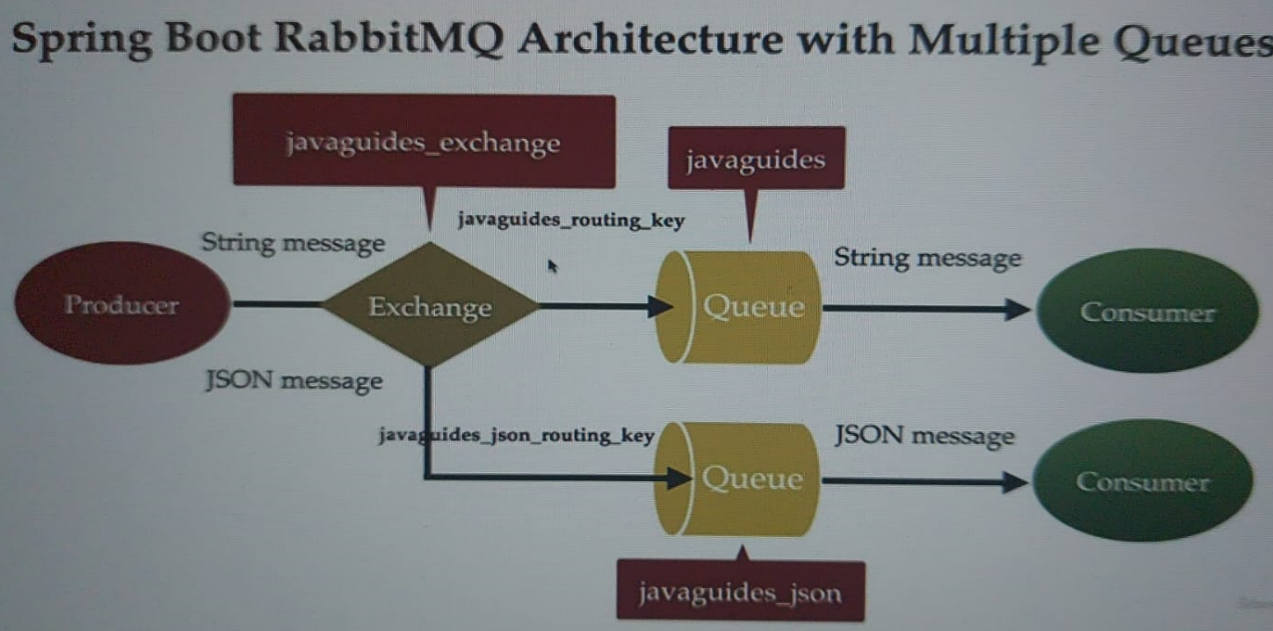 Spring Boot RabbitMQ Architecture with Multiple Queues
javaguides_exchange
javaguides
javaguides_routing_key
String message
String message
Producer
Exchange
Queue
Consumer
JSON message
javaguides_json_routing_key
JSON message
Queue
Consumer
javaguides_json